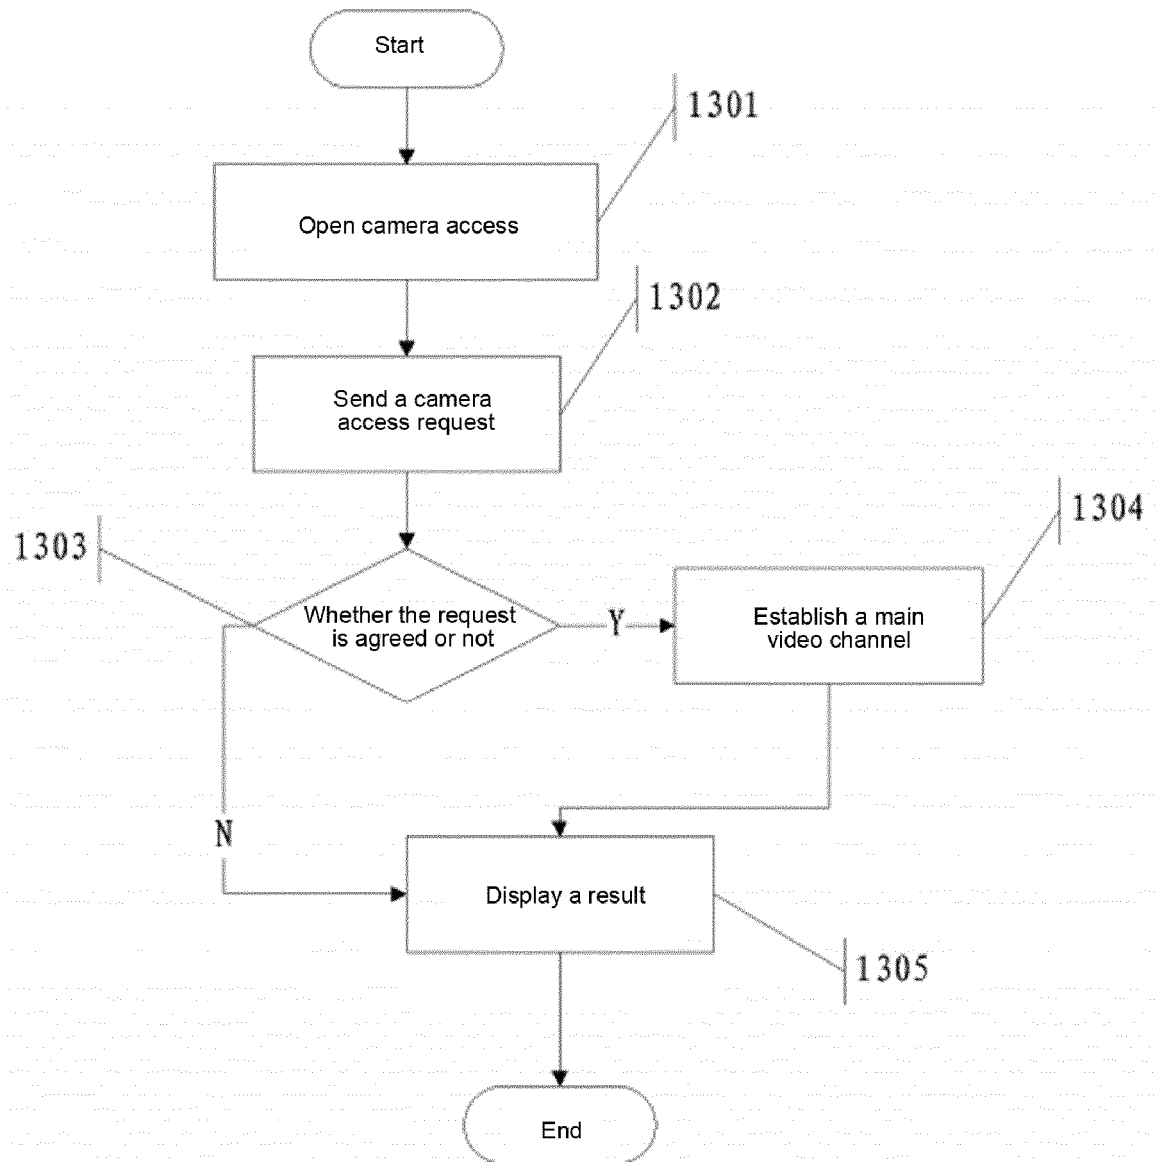 Start
1301
Open camera access
1302
Send a camera
access request
1303
1304
Whether the request
is agreed or not
Y
Establish a main
video channel
N
Display a result
1305
End